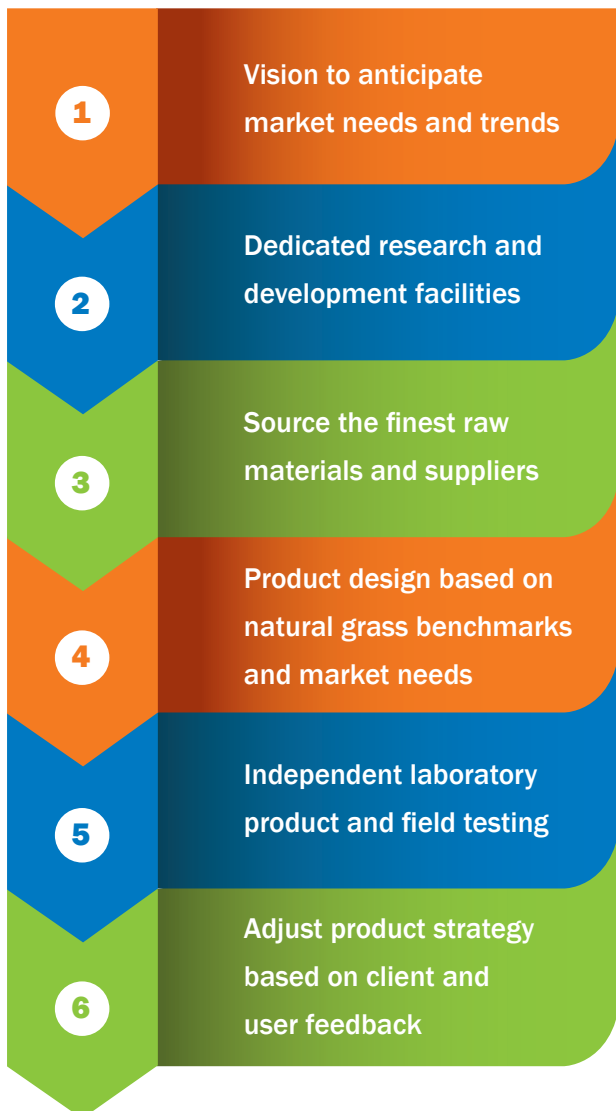 1
Vision to anticipate
market needs and trends
2
Dedicated research and
development facilities
3
Source the finest raw
materials and suppliers
4
Product design based on
natural grass benchmarks
and market needs
5
Independent laboratory
product and field testing
6
Adjust product strategy
based on client and
user feedback